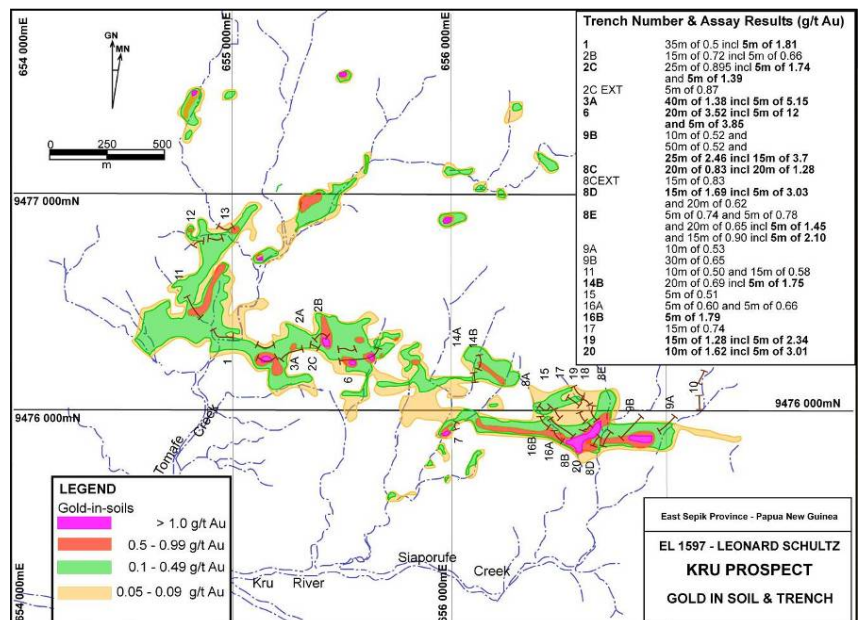 Trench Number & Assay Results (g/t Au)
1 35m of 0.5 incl 5m of 1.81
2B 15m of 0.72 incl 5m of 0.66
2C 25m of 0.895 incl 5m of 1.74
and 5m of 1.39
2C EXT 5m of 0.87
3A 40m of 1.38 incl 5m of 5.15
6 20m of 3.52 incl 5m of 12
and 5m of 3.85
9B 10m of 0.52 and
50m of 0.52 and
25m of 2.46 incl 15m of 3.7
8C 20m of 0.83 incl 20m of 1.28
8CEXT 15m of 0.83
8D 15m of 1.69 incl 5m of 3.03
and 20m of 0.62
8E 5m of 0.74 and 5m of 0.78
and 20m of 0.65 incl 5m of 1.45
and 15m of 0.90 incl 5m of 2.10
9A 10m of 0.53
9B 30m of 0.65
11 10m of 0.50 and 15m of 0.58
14B 20m of 0.69 incl 5m of 1.75
15 5m of 0.51
16A 5m of 0.60 and 5m of 0.66
16B 5m of 1.79
17 15m of 0.74
19 15m of 1.28 incl 5m of 2.34
20 10m of 1.62 incl 5m of 3.01
654 000mE
655 000mE
656 000mE
GN
MN
0 250 500
m
9477 000mN
12
13
11
2A
2B
1
3A
2C
6
14A
14B
8A
15
17
19
18
8E
9B
9A
10
9476 000mN
7
16B
16A
8B
20
8D
Tomafe Creek
Kru River
Siaporufe Creek
654 000mE
656 000mE
LEGEND
Gold-in-soils
> 1.0 g/t Au
0.5 - 0.99 g/t Au
0.1 - 0.49 g/t Au
0.05 - 0.09 g/t Au
East Sepik Province - Papua New Guinea
EL 1597 - LEONARD SCHULTZ
KRU PROSPECT
GOLD IN SOIL & TRENCH